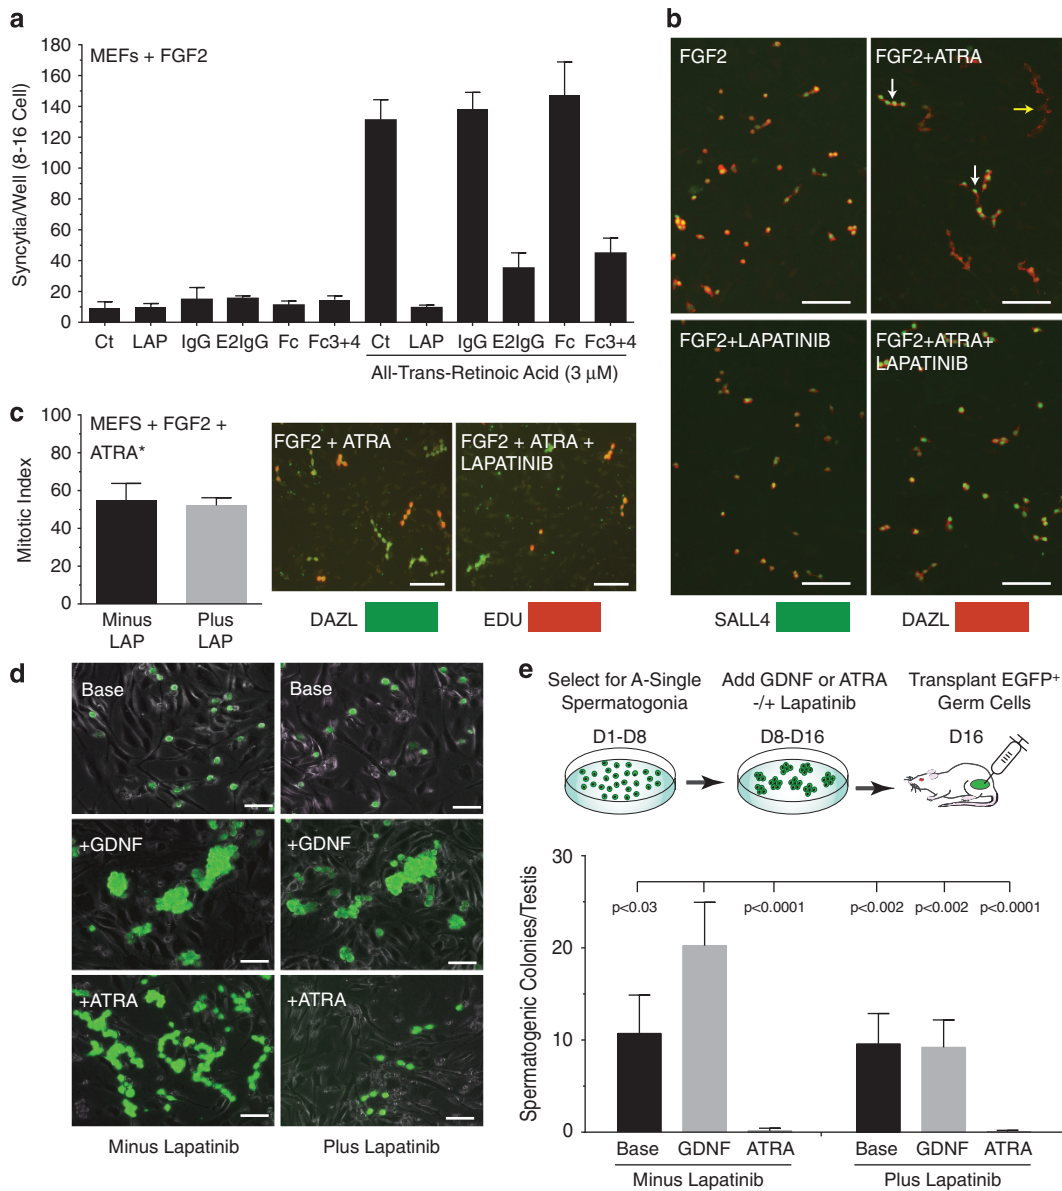 a
MEFs + FGF2
Syncytia/Well (8-16 Cell)
180
160
140
120
100
80
60
40
20
0
Ct LAP IgG E2IgG Fc Fc3+4 Ct LAP IgG E2IgG Fc Fc3+4
All-Trans-Retinoic Acid (3 μM)
b
FGF2
FGF2+ATRA
FGF2+LAPATINIB
FGF2+ATRA+
LAPATINIB
SALL4
DAZL
c
MEFS + FGF2 +
ATRA*
Mitotic Index
100
80
60
40
20
0
Minus
LAP
Plus
LAP
FGF2 + ATRA
FGF2 + ATRA +
LAPATINIB
DAZL
EDU
d
Base
Base
+GDNF
+GDNF
+ATRA
+ATRA
Minus Lapatinib
Plus Lapatinib
e
Select for A-Single
Spermatogonia
D1-D8
Add GDNF or ATRA
-/+ Lapatinib
D8-D16
Transplant EGFP+
Germ Cells
D16
Spermatogenic Colonies/Testis
30
20
10
0
p<0.03
p<0.0001
p<0.002
p<0.002
p<0.0001
Base GDNF ATRA Base GDNF ATRA
Minus Lapatinib
Plus Lapatinib